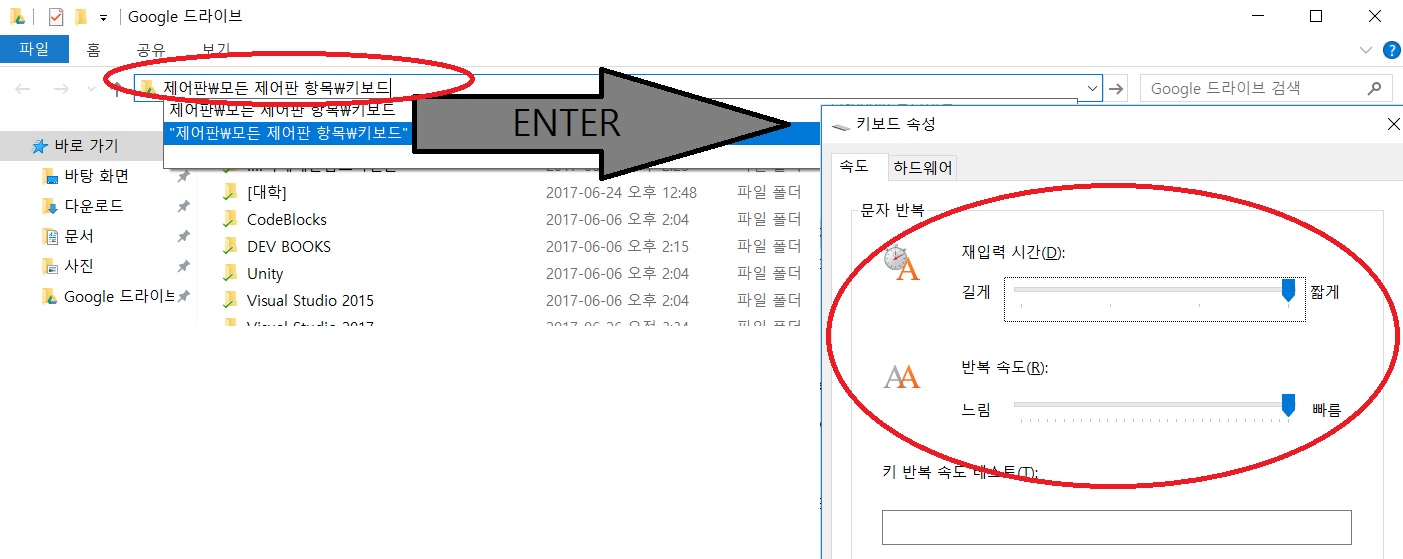 Google 드라이브
파일 홈 공유 보기
제어판₩모든 제어판 항목₩키보드
Google 드라이브 검색
제어판₩모든 제어판 항목₩키보드
"제어판₩모든 제어판 항목₩키보드"
ENTER
바로 가기
바탕 화면
다운로드
문서
사진
Google 드라이브
[대학] 2017-06-24 오후 12:48 파일 폴더
CodeBlocks 2017-06-06 오후 2:04 파일 폴더
DEV BOOKS 2017-06-06 오후 2:15 파일 폴더
Unity 2017-06-06 오후 2:04 파일 폴더
Visual Studio 2015 2017-06-06 오후 2:04 파일 폴더
Visual Studio 2017 파일 폴더
키보드 속성
속도 하드웨어
문자 반복
재입력 시간(D):
길게 짧게
반복 속도(R):
느림 빠름
키 반복 속도 테스트(T):